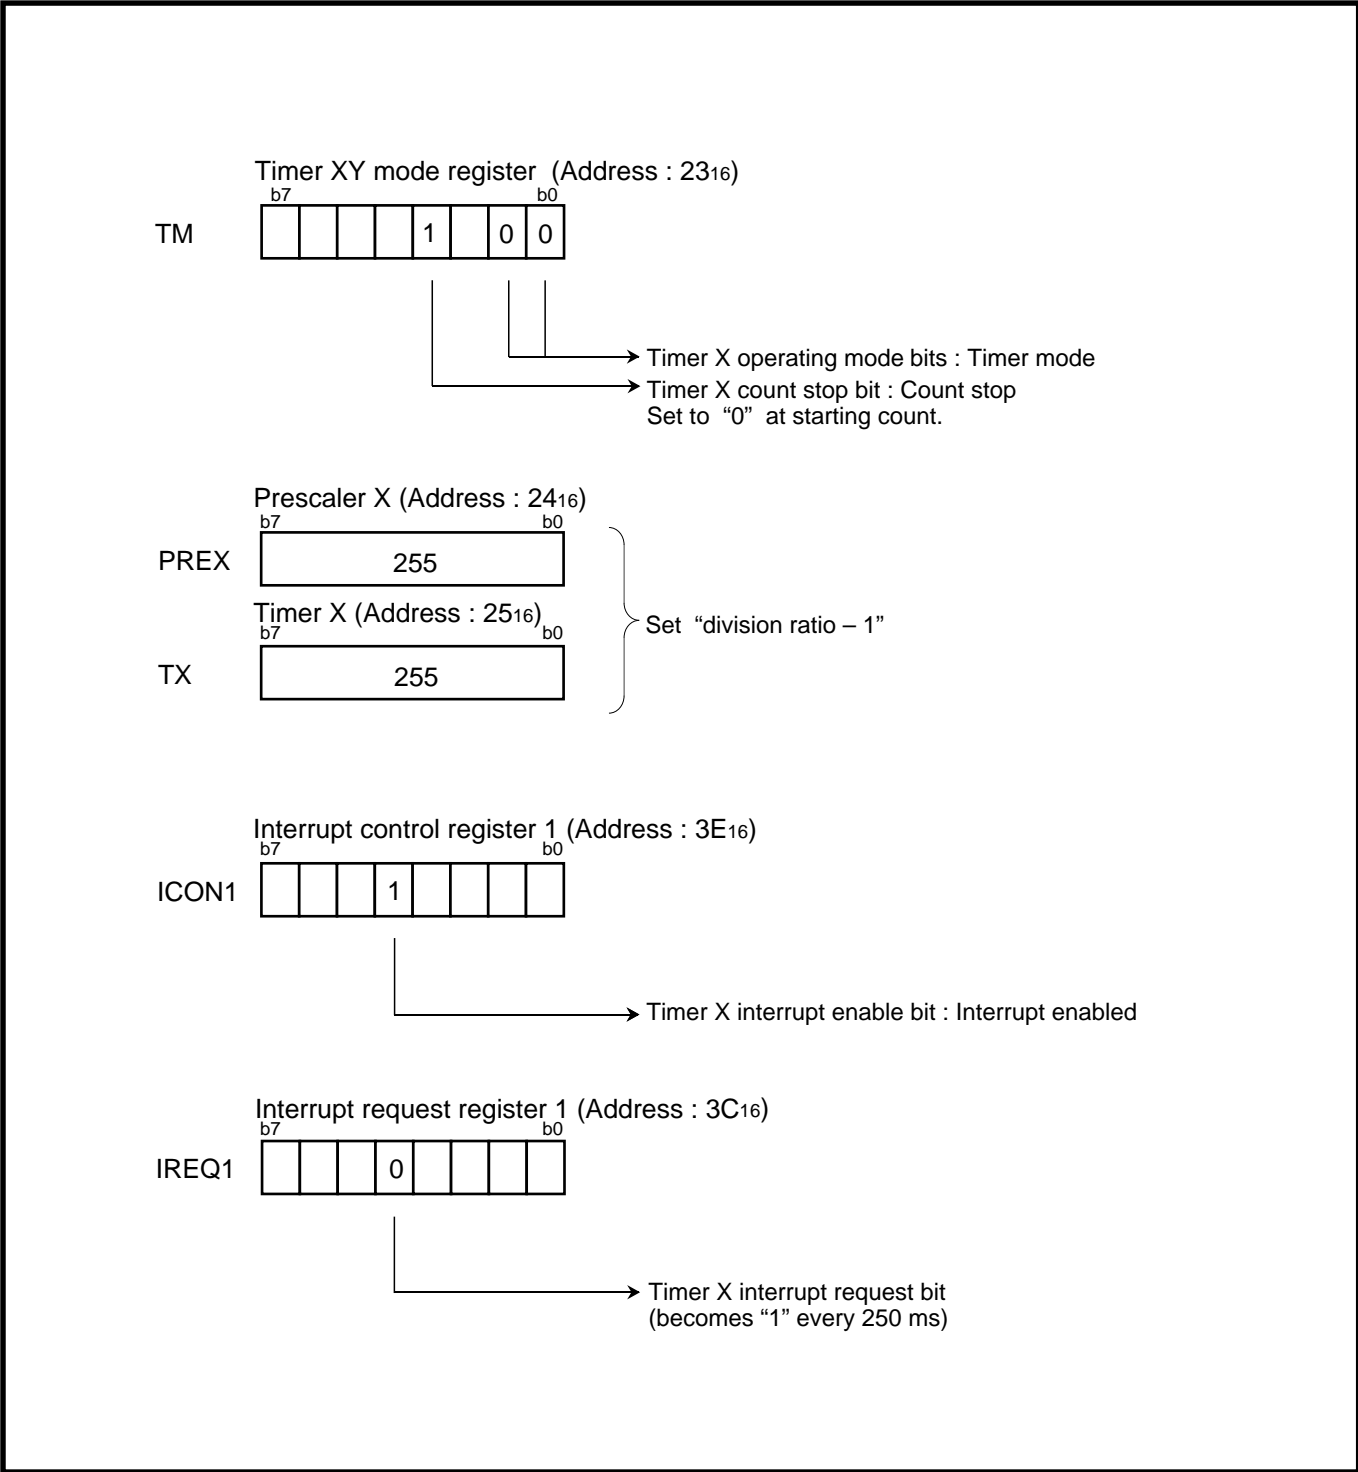 Timer XY mode register (Address : 2316)
b7 b0
TM 1 0 0
Timer X operating mode bits : Timer mode
Timer X count stop bit : Count stop
Set to “0” at starting count.
Prescaler X (Address : 2416)
b7 b0
PREX 255
Timer X (Address : 2516)
b7 b0
Set “division ratio – 1”
TX 255
Interrupt control register 1 (Address : 3E16)
b7 b0
ICON1 1
Timer X interrupt enable bit : Interrupt enabled
Interrupt request register 1 (Address : 3C16)
b7 b0
IREQ1 0
Timer X interrupt request bit
(becomes “1” every 250 ms)